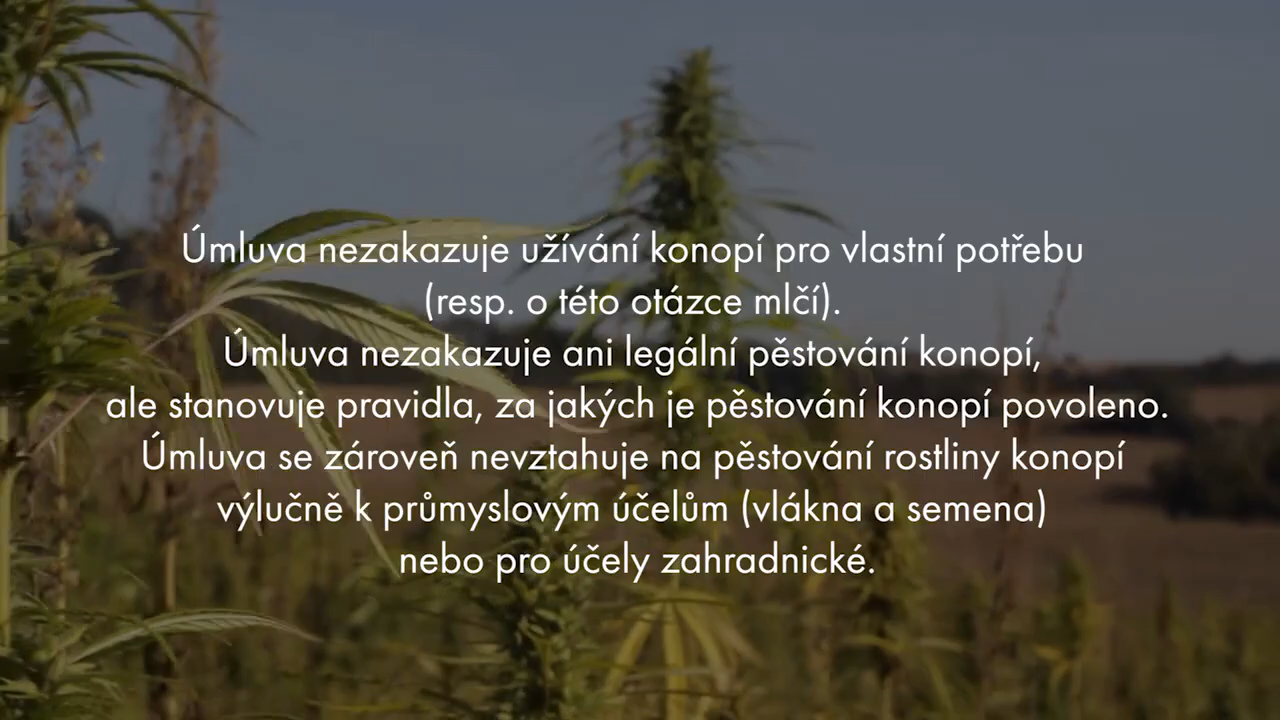 Úmluva nezakazuje užívání konopí pro vlastní potřebu
(resp. o této otázce mlčí).
Úmluva nezakazuje ani legální pěstování konopí,
ale stanovuje pravidla, za jakých je pěstování konopí povoleno.
Úmluva se zároveň nevztahuje na pěstování rostliny konopí
výlučně k průmyslovým účelům (vlákna a semena)
nebo pro účely zahradnické.